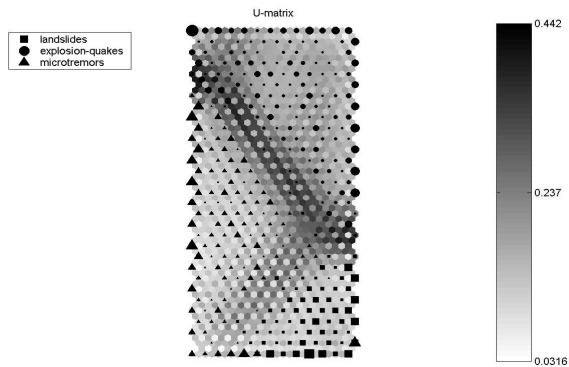 U-matrix
landslides
explosion-quakes
microtremors
0.442
0.237
0.0316